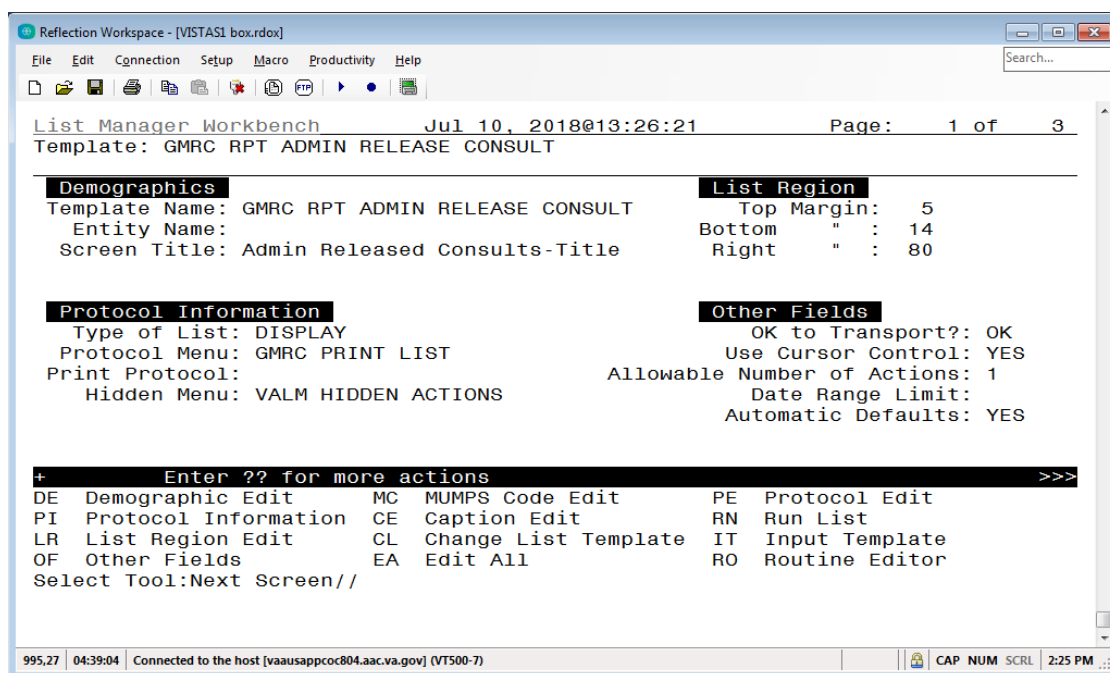 Reflection Workspace - [VISTAS1 box.rdox]
File Edit Connection Setup Macro Productivity Help
Search...
FTP
List Manager Workbench Jul 10, 2018@13:26:21 Page: 1 of 3
Template: GMRC RPT ADMIN RELEASE CONSULT
Demographics List Region
Template Name: GMRC RPT ADMIN RELEASE CONSULT Top Margin: 5
Entity Name: Bottom " : 14
Screen Title: Admin Released Consults-Title Right " : 80
Protocol Information Other Fields
Type of List: DISPLAY OK to Transport?: OK
Protocol Menu: GMRC PRINT LIST Use Cursor Control: YES
Print Protocol: Allowable Number of Actions: 1
Hidden Menu: VALM HIDDEN ACTIONS Date Range Limit:
Automatic Defaults: YES
+ Enter ?? for more actions >>>
DE Demographic Edit MC MUMPS Code Edit PE Protocol Edit
PI Protocol Information CE Caption Edit RN Run List
LR List Region Edit CL Change List Template IT Input Template
OF Other Fields EA Edit All RO Routine Editor
Select Tool:Next Screen//
995,27 04:39:04 Connected to the host [vaausappcoc804.aac.va.gov] (VT500-7) CAP NUM SCRL 2:25 PM